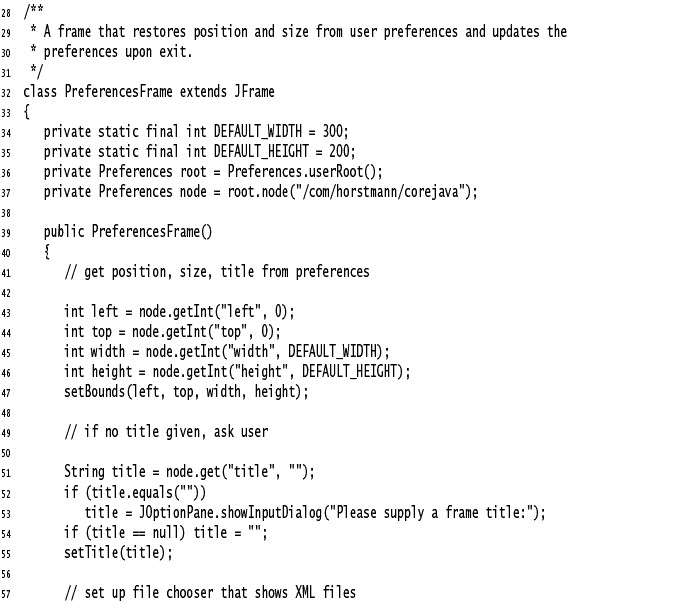 28 /**
29  * A frame that restores position and size from user preferences and updates the
30  * preferences upon exit.
31  */
32 class PreferencesFrame extends JFrame
33 {
34    private static final int DEFAULT_WIDTH = 300;
35    private static final int DEFAULT_HEIGHT = 200;
36    private Preferences root = Preferences.userRoot();
37    private Preferences node = root.node("/com/horstmann/corejava");
38
39    public PreferencesFrame()
40    {
41       // get position, size, title from preferences
42
43       int left = node.getInt("left", 0);
44       int top = node.getInt("top", 0);
45       int width = node.getInt("width", DEFAULT_WIDTH);
46       int height = node.getInt("height", DEFAULT_HEIGHT);
47       setBounds(left, top, width, height);
48
49       // if no title given, ask user
50
51       String title = node.get("title", "");
52       if (title.equals(""))
53          title = JOptionPane.showInputDialog("Please supply a frame title:");
54       if (title == null) title = "";
55       setTitle(title);
56
57       // set up file chooser that shows XML files